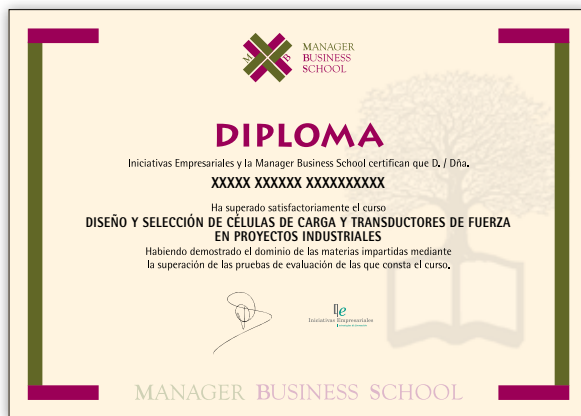 M B
MANAGER
BUSINESS
SCHOOL
DIPLOMA
Iniciativas Empresariales y la Manager Business School certifican que D. / Dña.
XXXXX XXXXXX XXXXXXXXXX
Ha superado satisfactoriamente el curso
DISEÑO Y SELECCIÓN DE CÉLULAS DE CARGA Y TRANSDUCTORES DE FUERZA
EN PROYECTOS INDUSTRIALES
Habiendo demostrado el dominio de las materias impartidas mediante
la superación de las pruebas de evaluación de las que consta el curso.
Iniciativas Empresariales
MANAGER BUSINESS SCHOOL